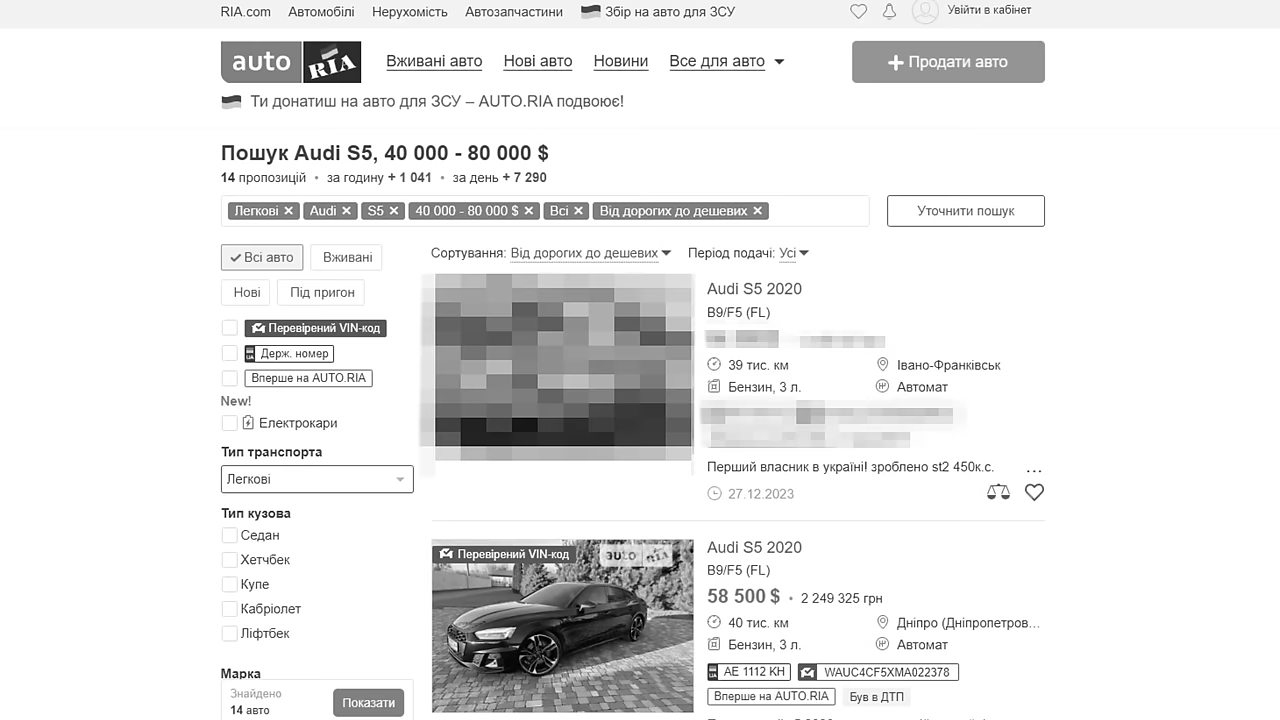 RIA.com Автомобілі Нерухомість Автозапчастини Збір на авто для ЗСУ Увійти в кабінет
auto RIA Вживані авто Нові авто Новини Все для авто + Продати авто
Ти донатиш на авто для ЗСУ – AUTO.RIA подвоює!
Пошук Audi S5, 40 000 - 80 000 $
14 пропозицій • за годину + 1 041 • за день + 7 290
Легкові × Audi × S5 × 40 000 - 80 000 $ × Всі × Від дорогих до дешевих × Уточнити пошук
Всі авто Вживані
Нові Під пригон
Перевірений VIN-код
Держ. номер
Вперше на AUTO.RIA
New!
Електрокари
Тип транспорта
Легкові
Тип кузова
Седан
Хетчбек
Купе
Кабріолет
Ліфтбек
Марка
Знайдено
14 авто
Показати
Сортування: Від дорогих до дешевих Період подачі: Усі
Audi S5 2020
B9/F5 (FL)
39 тис. км Івано-Франківськ
Бензин, 3 л. Автомат
Перший власник в україні! зроблено st2 450к.с. ...
27.12.2023
Перевірений VIN-код auto RIA
Audi S5 2020
B9/F5 (FL)
58 500 $ • 2 249 325 грн
40 тис. км Дніпро (Дніпропетров...
Бензин, 3 л. Автомат
AE 1112 KH WAUC4CF5XMA022378
Вперше на AUTO.RIA Був в ДТП